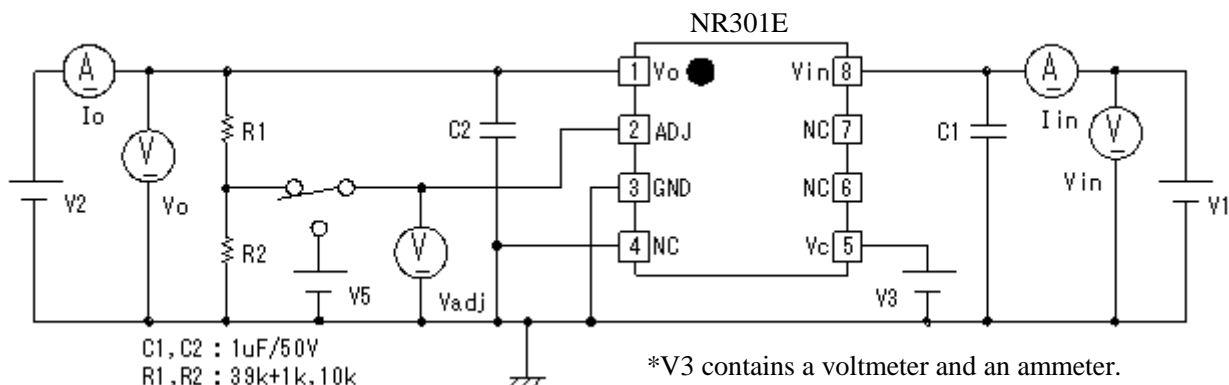 NR301E
A
Io
V
Vo
V2
R1
R2
V5
V
Vadj
C2
1 Vo
2 ADJ
3 GND
4 NC
Vin 8
NC 7
NC 6
Vc 5
V3
C1
A
Iin
V
Vin
V1
C1,C2 : 1uF/50V
R1,R2 : 39k+1k,10k
*V3 contains a voltmeter and an ammeter.